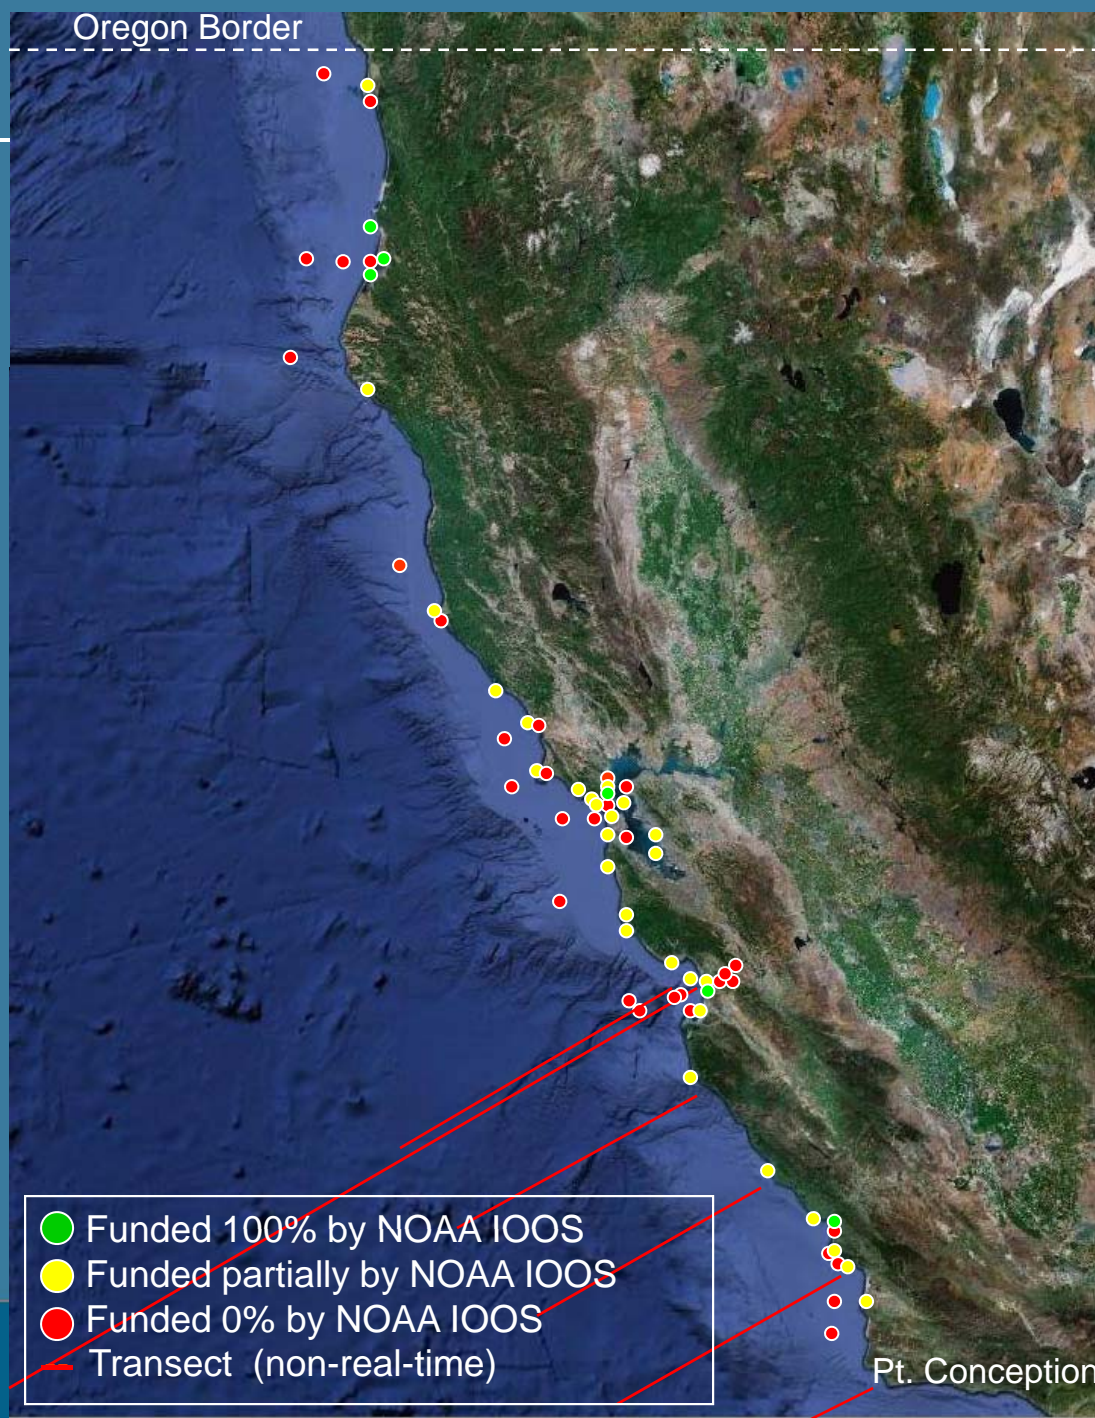 Oregon Border
Funded 100% by NOAA IOOS
Funded partially by NOAA IOOS
Funded 0% by NOAA IOOS
Transect (non-real-time)
Pt. Conception